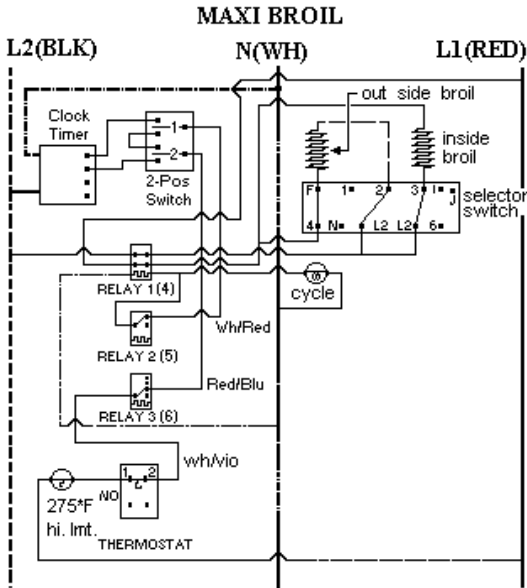 MAXI BROIL
L2(BLK) N(WH) L1(RED)
out side broil
Clock
Timer
1
2
2-Pos
Switch
inside
broil
F 1 2 3 I J
4 N L2 L2 6
selector
switch
RELAY 1(4)
cycle
Wh/Red
RELAY 2 (5)
Red/Blu
RELAY 3 (6)
wh/vio
1 2
NO
275*F
hi. lmt.
THERMOSTAT